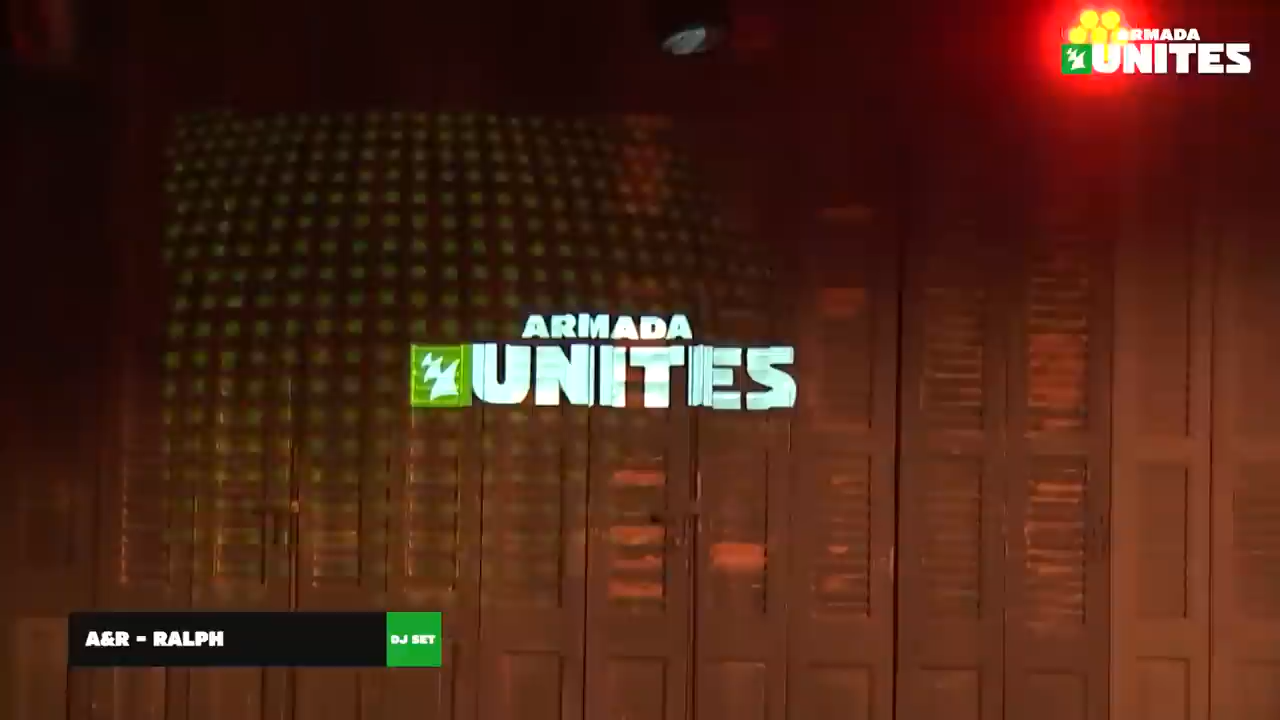 ARMADA
UNITES
ARMADA
UNITES
A&R - RALPH
DJ SET